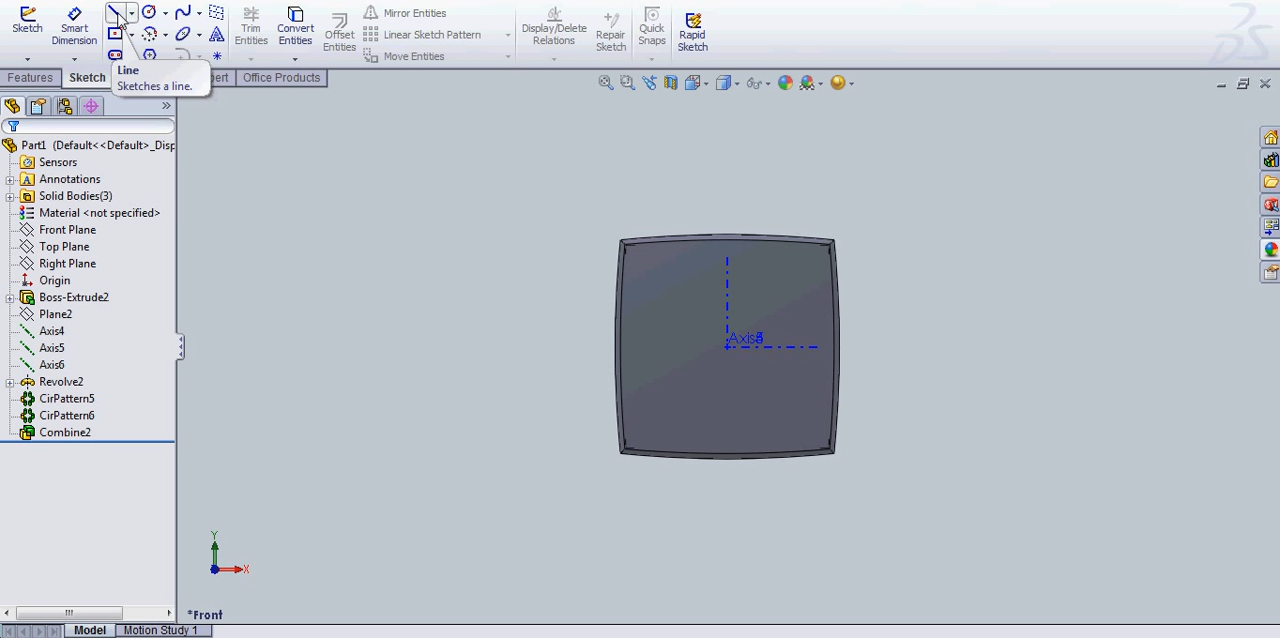 Sketch
Smart Dimension
Trim Entities
Convert Entities
Offset Entities
Mirror Entities
Linear Sketch Pattern
Move Entities
Display/Delete Relations
Repair Sketch
Quick Snaps
Rapid Sketch
Line
Sketches a line.
Features
Sketch
Office Products
Part1 (Default<<Default>_Disp
Sensors
Annotations
Solid Bodies(3)
Material <not specified>
Front Plane
Top Plane
Right Plane
Origin
Boss-Extrude2
Plane2
Axis4
Axis5
Axis6
Revolve2
CirPattern5
CirPattern6
Combine2
Y
X
*Front
Model
Motion Study 1